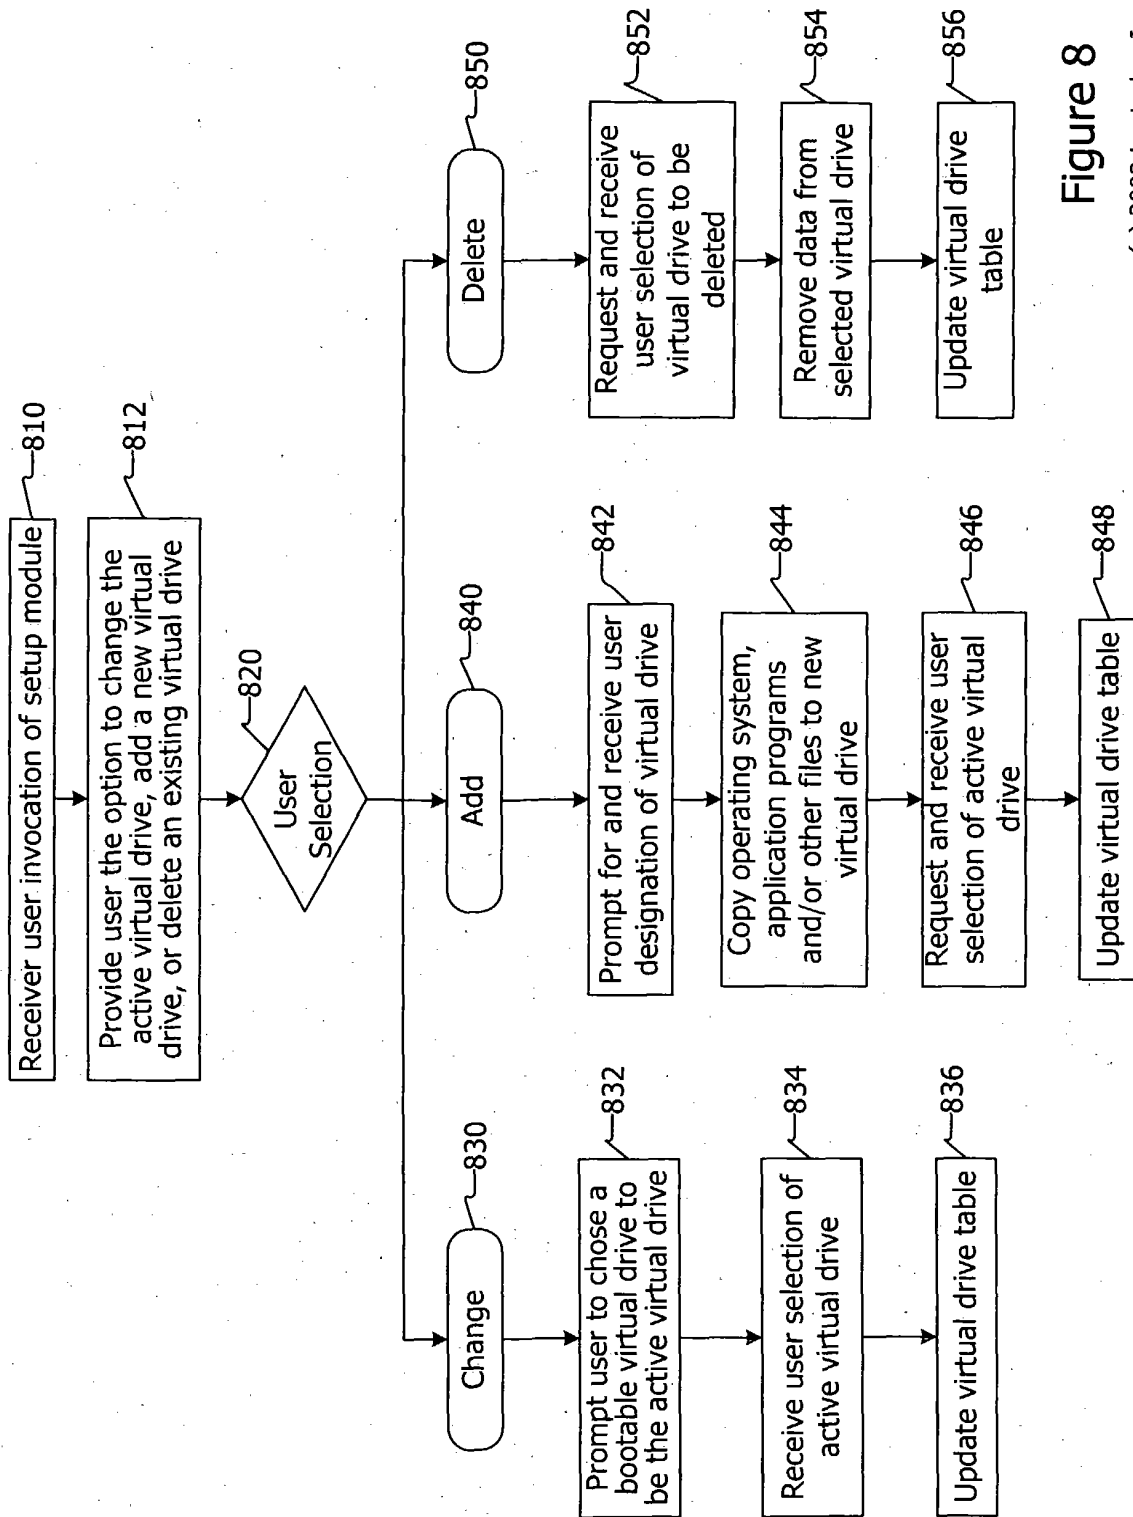 Receiver user invocation of setup module
810
Provide user the option to change the
active virtual drive, add a new virtual
drive, or delete an existing virtual drive
812
User
Selection
820
Change
830
Prompt user to chose a
bootable virtual drive to
be the active virtual drive
832
Receive user selection of
active virtual drive
834
Update virtual drive table
836
Add
840
Prompt for and receive user
designation of virtual drive
842
Copy operating system,
application programs
and/or other files to new
virtual drive
844
Request and receive user
selection of active virtual
drive
846
Update virtual drive table
848
Delete
850
Request and receive
user selection of
virtual drive to be
deleted
852
Remove data from
selected virtual drive
854
Update virtual drive
table
856
Figure 8